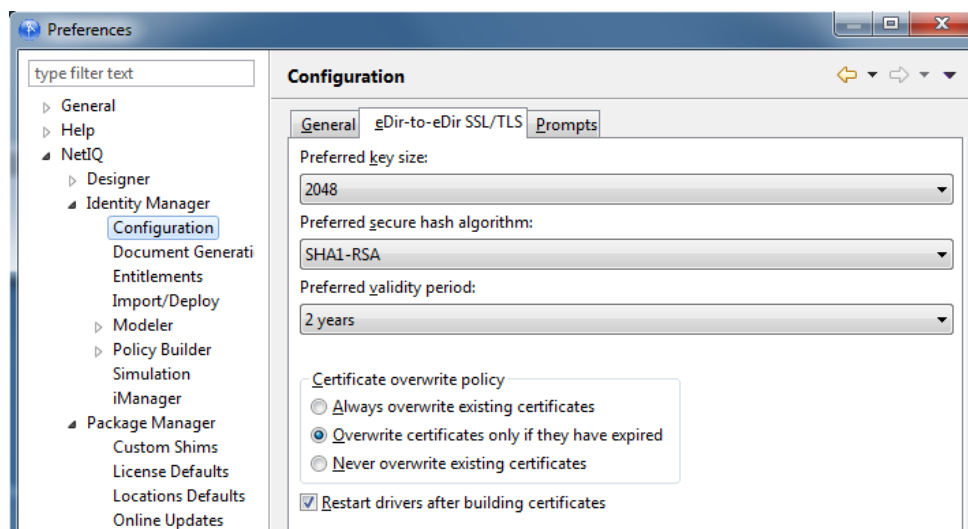 Preferences
type filter text
General
Help
NetIQ
Designer
Identity Manager
Configuration
Document Generati
Entitlements
Import/Deploy
Modeler
Policy Builder
Simulation
iManager
Package Manager
Custom Shims
License Defaults
Locations Defaults
Online Updates
Configuration
General eDir-to-eDir SSL/TLS Prompts
Preferred key size:
2048
Preferred secure hash algorithm:
SHA1-RSA
Preferred validity period:
2 years
Certificate overwrite policy
Always overwrite existing certificates
Overwrite certificates only if they have expired
Never overwrite existing certificates
Restart drivers after building certificates